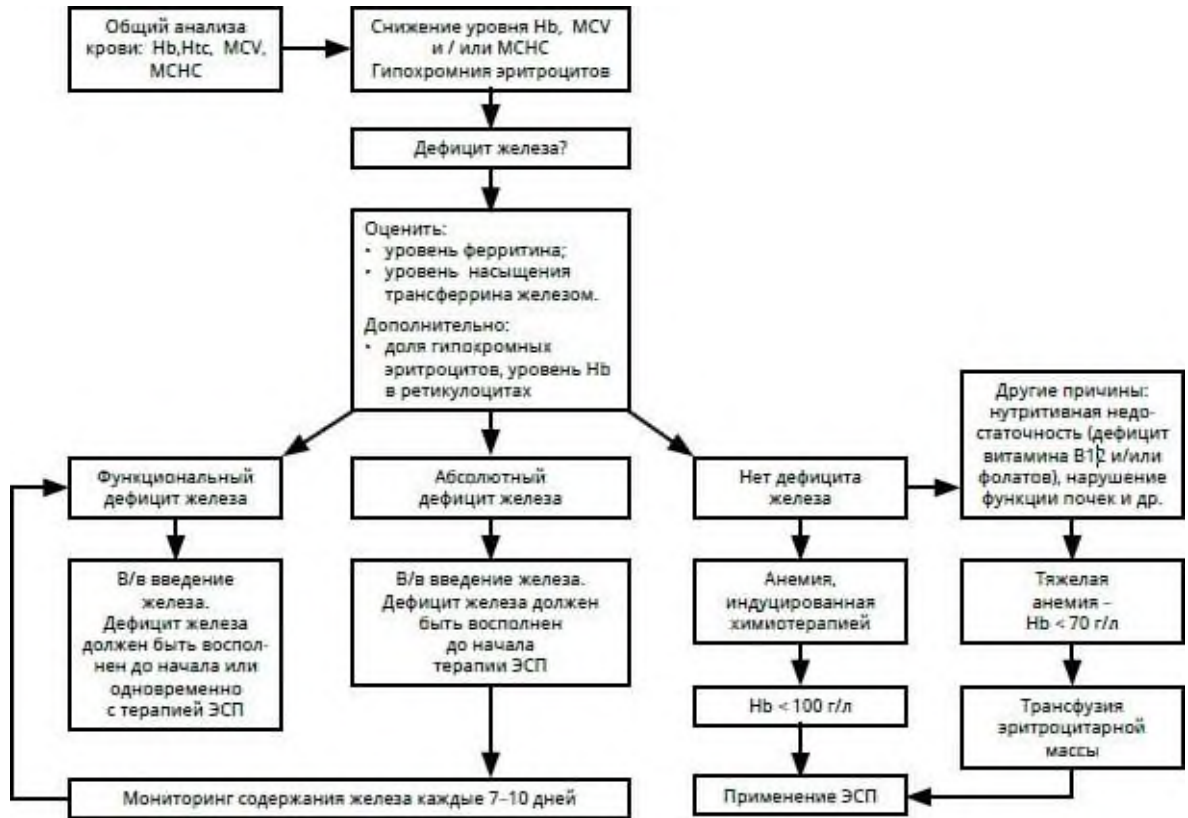 Общий анализа
крови: Hb,Htc, MCV,
MCHC
Снижение уровня Hb, MCV
и / или MCHC
Гипохромния эритроцитов
Дефицит железа?
Оценить:
• уровень ферритина;
• уровень насыщения
трансферрина железом.
Дополнительно:
• доля гипохромных
эритроцитов, уровень Hb
в ретикулоцитах
Функциональный
дефицит железа
Абсолютный
дефицит железа
Нет дефицита
железа
Другие причины:
нутритивная недо-
статочность (дефицит
витамина В12 и/или
фолатов), нарушение
функции почек и др.
В/в введение
железа.
Дефицит железа
должен быть воспол-
нен до начала или
одновременно
с терапией ЭСП
В/в введение железа.
Дефицит железа должен
быть восполнен
до начала
терапии ЭСП
Анемия,
индуцированная
химиотерапией
Тяжелая
анемия –
Hb < 70 г/л
Hb < 100 г/л
Трансфузия
эритроцитарной
массы
Мониторинг содержания железа каждые 7–10 дней
Применение ЭСП